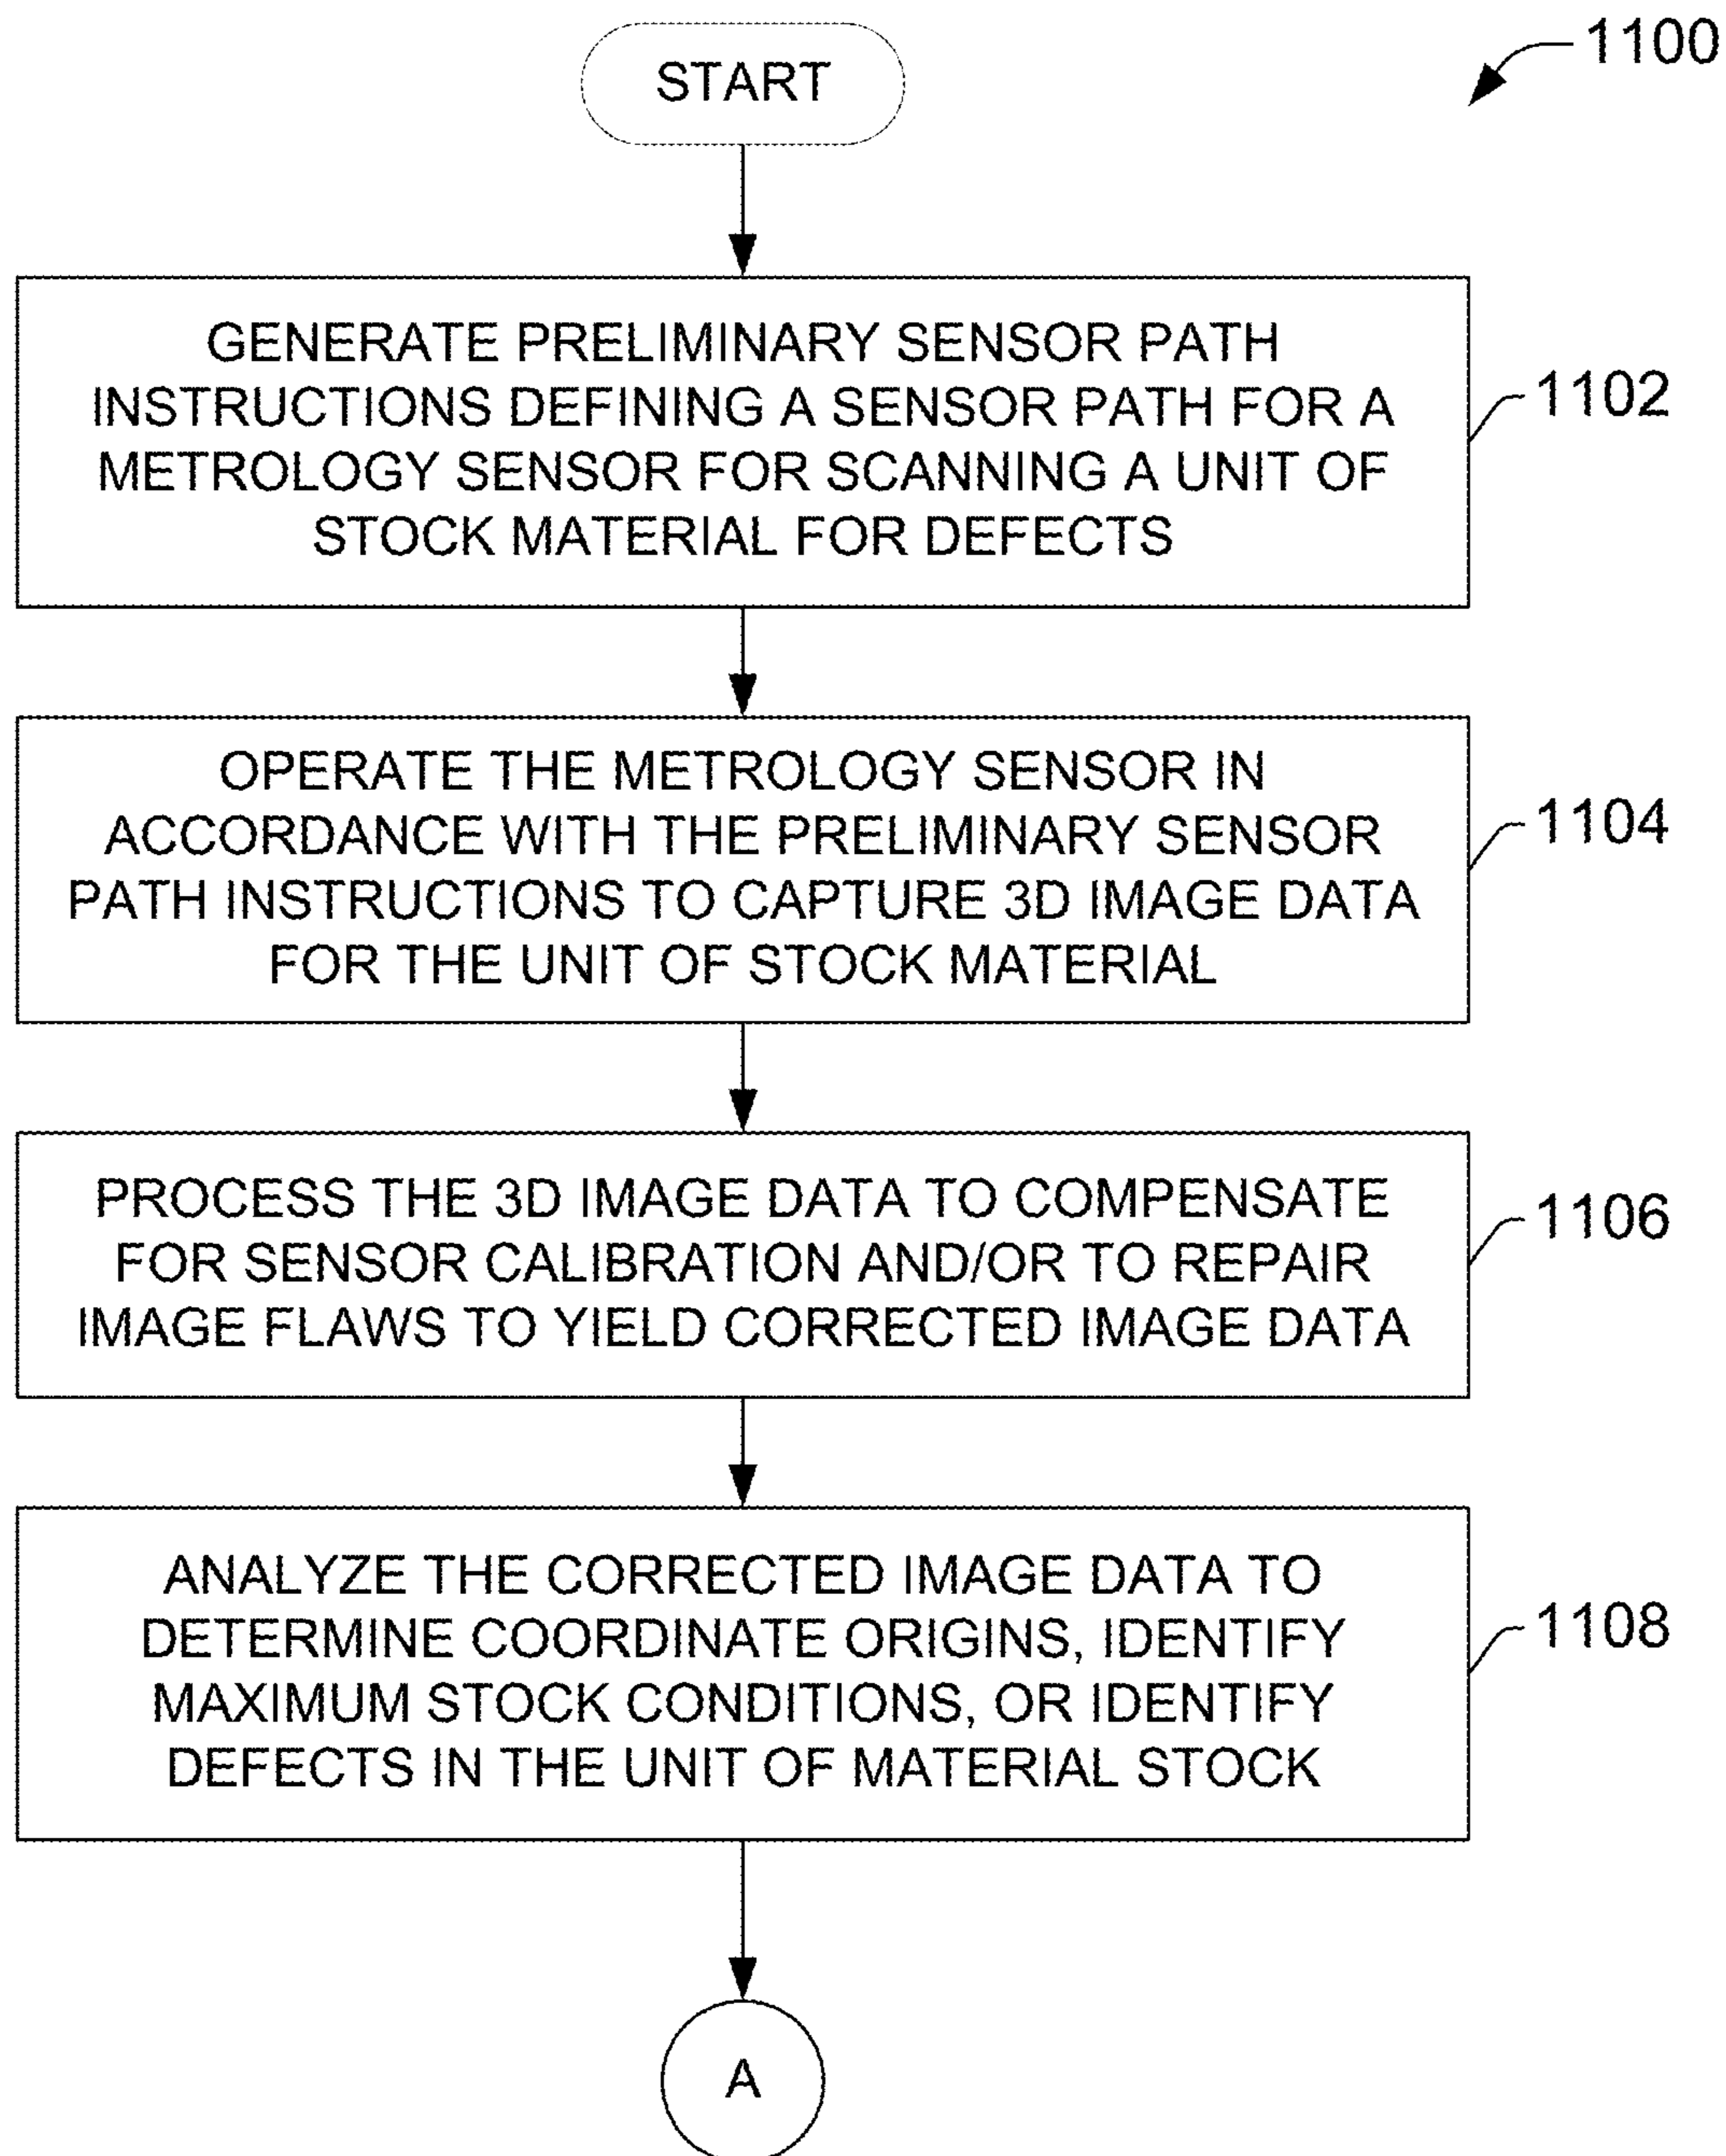 START
1100
GENERATE PRELIMINARY SENSOR PATH
INSTRUCTIONS DEFINING A SENSOR PATH FOR A
METROLOGY SENSOR FOR SCANNING A UNIT OF
STOCK MATERIAL FOR DEFECTS
1102
OPERATE THE METROLOGY SENSOR IN
ACCORDANCE WITH THE PRELIMINARY SENSOR
PATH INSTRUCTIONS TO CAPTURE 3D IMAGE DATA
FOR THE UNIT OF STOCK MATERIAL
1104
PROCESS THE 3D IMAGE DATA TO COMPENSATE
FOR SENSOR CALIBRATION AND/OR TO REPAIR
IMAGE FLAWS TO YIELD CORRECTED IMAGE DATA
1106
ANALYZE THE CORRECTED IMAGE DATA TO
DETERMINE COORDINATE ORIGINS, IDENTIFY
MAXIMUM STOCK CONDITIONS, OR IDENTIFY
DEFECTS IN THE UNIT OF MATERIAL STOCK
1108
A